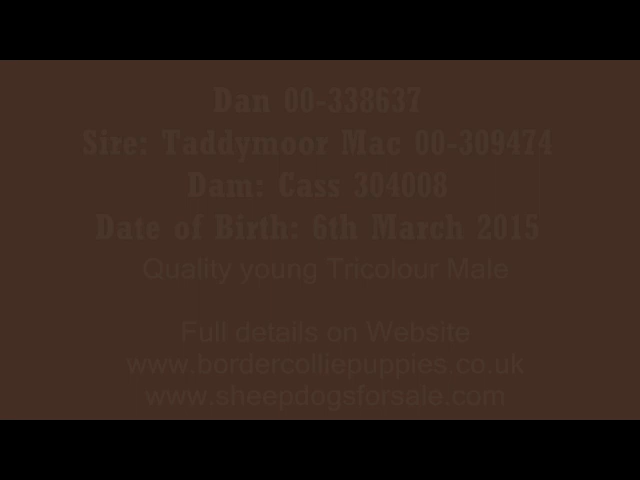 Dan 00-338637
Sire: Taddymoor Mac 00-309474
Dam: Cass 304008
Date of Birth: 6th March 2015
Quality young Tricolour Male
Full details on Website
www.bordercolliepuppies.co.uk
www.sheepdogsforsale.com